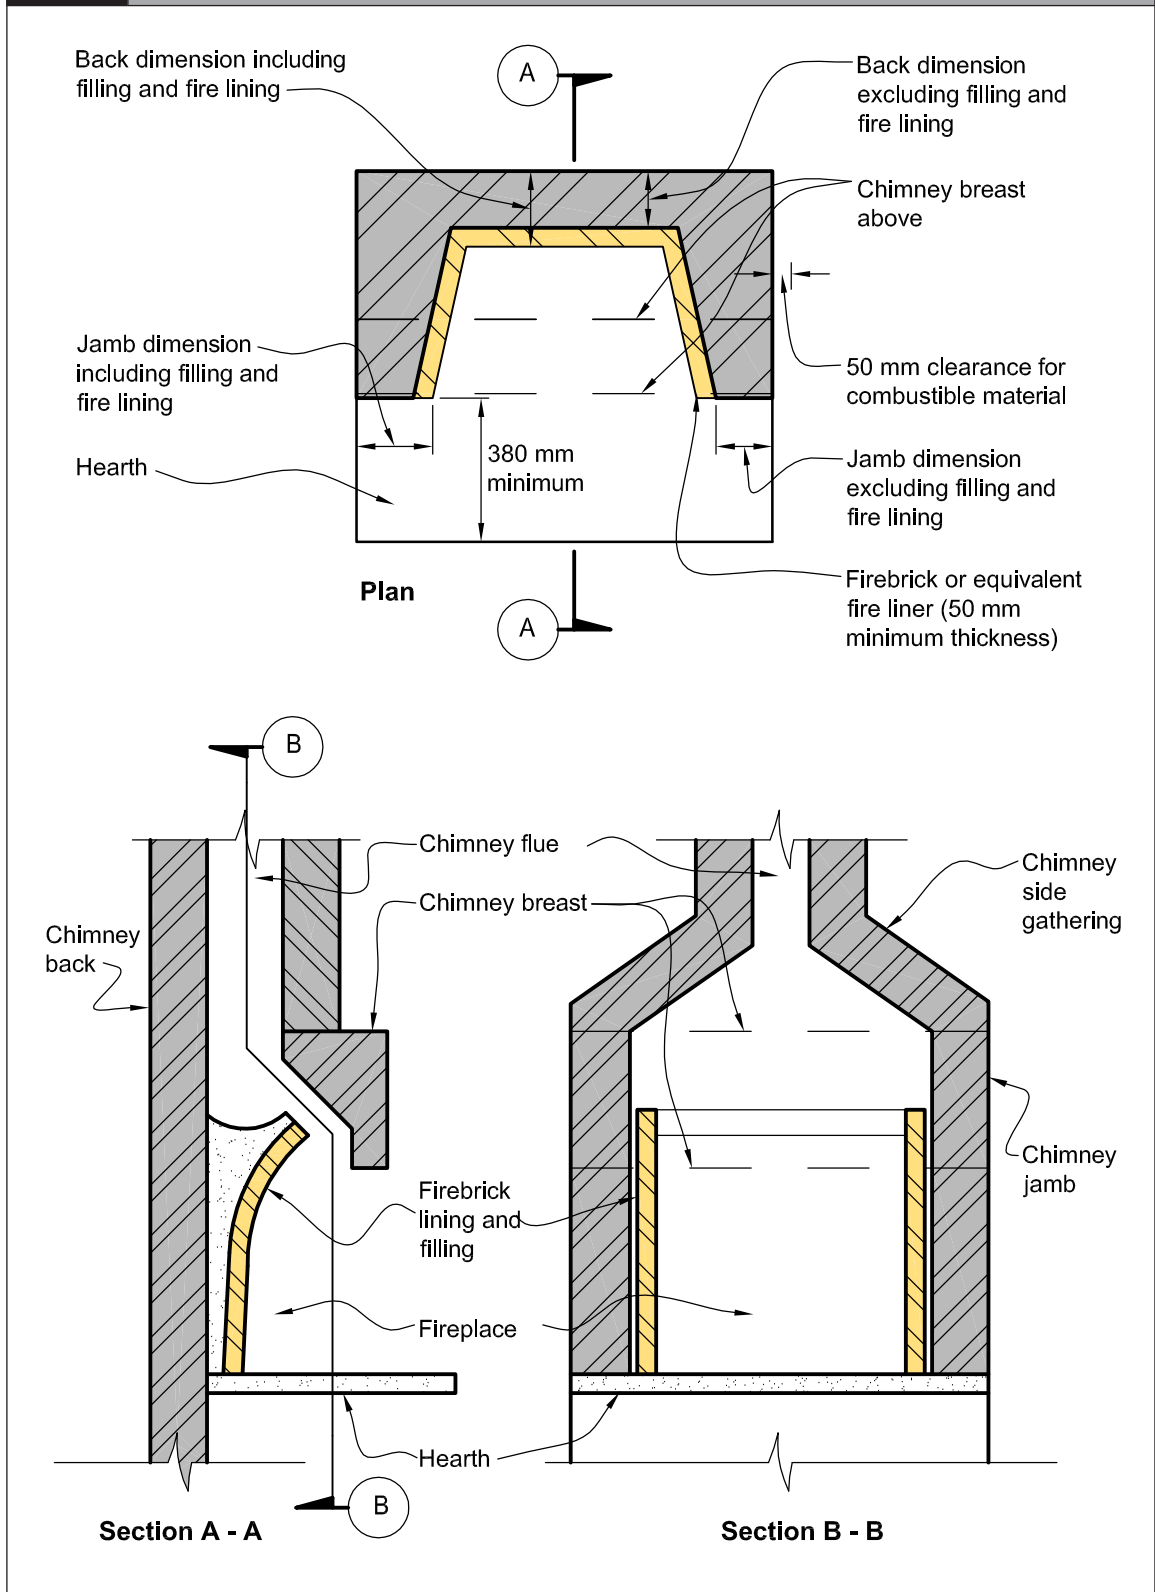 Back dimension including
filling and fire lining
A
Back dimension
excluding filling and
fire lining
Chimney breast
above
Jamb dimension
including filling and
fire lining
50 mm clearance for
combustible material
Hearth
380 mm
minimum
Jamb dimension
excluding filling and
fire lining
Plan
Firebrick or equivalent
fire liner (50 mm
minimum thickness)
A
B
Chimney flue
Chimney breast
Chimney
side
gathering
Chimney
back
Chimney
jamb
Firebrick
lining and
filling
Fireplace
Hearth
B
Section A - A
Section B - B